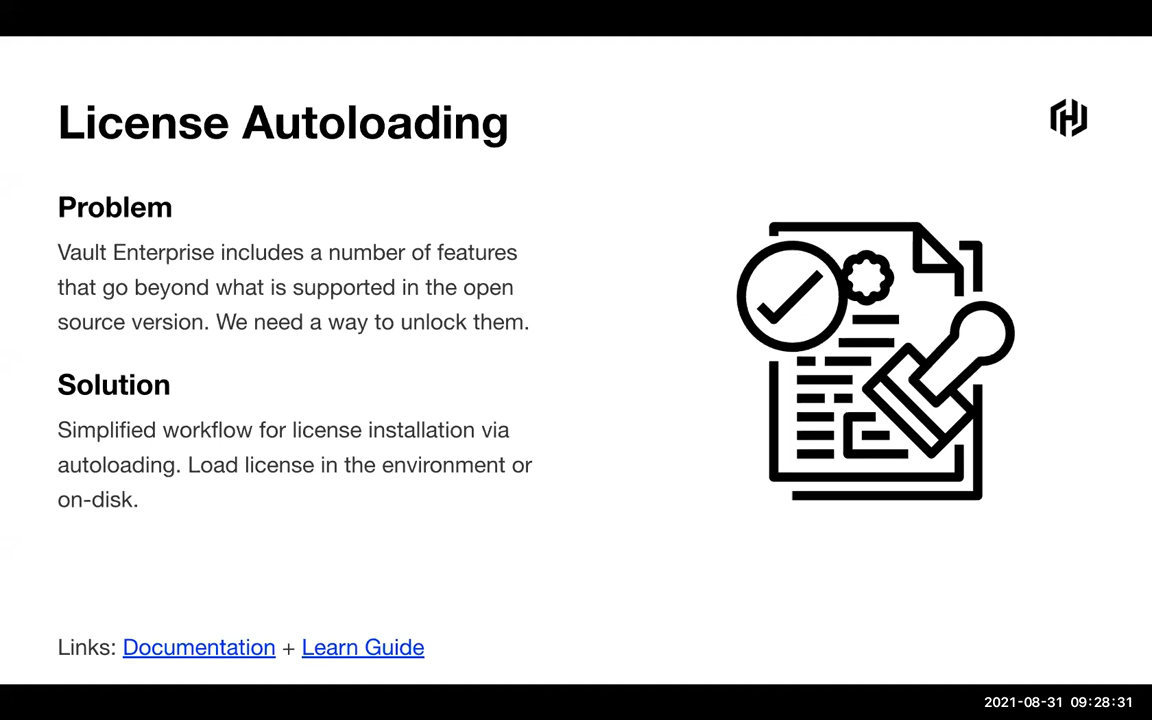 License Autoloading
Problem
Vault Enterprise includes a number of features
that go beyond what is supported in the open
source version. We need a way to unlock them.
Solution
Simplified workflow for license installation via
autoloading. Load license in the environment or
on-disk.
Links: Documentation + Learn Guide
2021-08-31 09:28:31